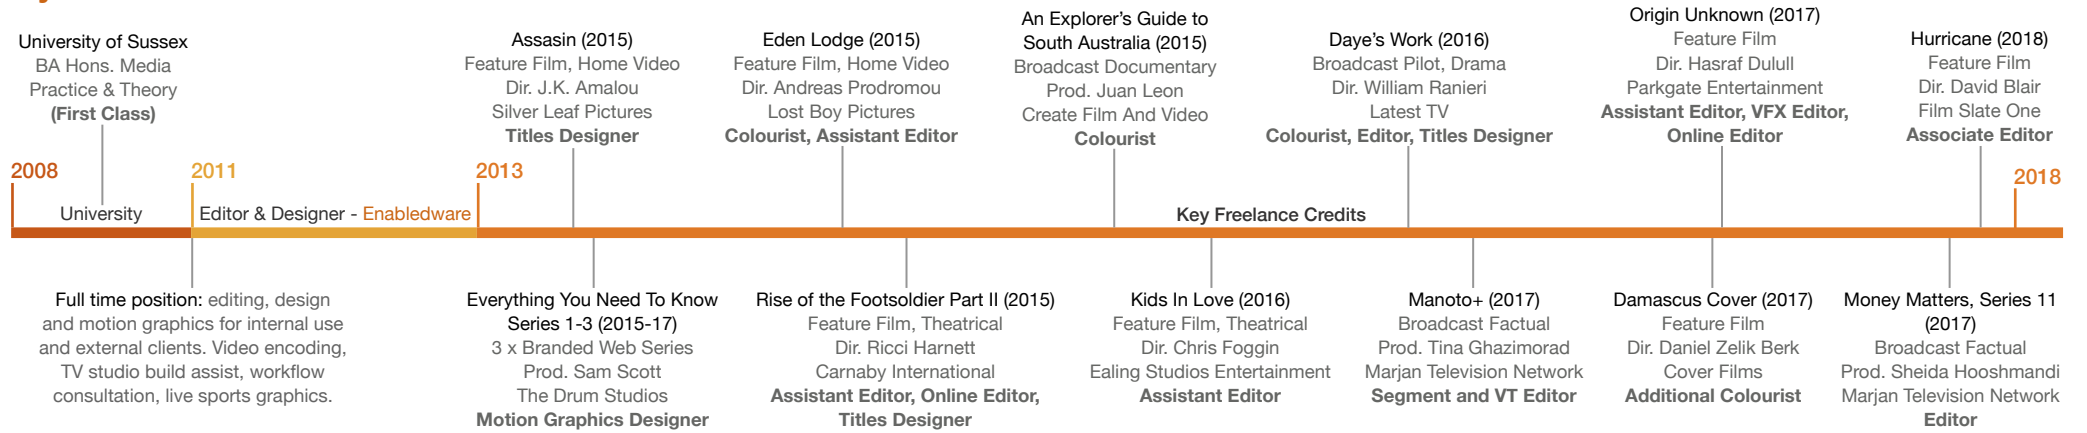 University of Sussex
BA Hons. Media
Practice & Theory
(First Class)
Assasin (2015)
Feature Film, Home Video
Dir. J.K. Amalou
Silver Leaf Pictures
Titles Designer
Eden Lodge (2015)
Feature Film, Home Video
Dir. Andreas Prodromou
Lost Boy Pictures
Colourist, Assistant Editor
An Explorer’s Guide to
South Australia (2015)
Broadcast Documentary
Prod. Juan Leon
Create Film And Video
Colourist
Daye’s Work (2016)
Broadcast Pilot, Drama
Dir. William Ranieri
Latest TV
Colourist, Editor, Titles Designer
Origin Unknown (2017)
Feature Film
Dir. Hasraf Dulull
Parkgate Entertainment
Assistant Editor, VFX Editor,
Online Editor
Hurricane (2018)
Feature Film
Dir. David Blair
Film Slate One
Associate Editor
2008
2011
2013
2018
University
Editor & Designer - Enabledware
Key Freelance Credits
Full time position: editing, design
and motion graphics for internal use
and external clients. Video encoding,
TV studio build assist, workflow
consultation, live sports graphics.
Everything You Need To Know
Series 1-3 (2015-17)
3 x Branded Web Series
Prod. Sam Scott
The Drum Studios
Motion Graphics Designer
Rise of the Footsoldier Part II (2015)
Feature Film, Theatrical
Dir. Ricci Harnett
Carnaby International
Assistant Editor, Online Editor,
Titles Designer
Kids In Love (2016)
Feature Film, Theatrical
Dir. Chris Foggin
Ealing Studios Entertainment
Assistant Editor
Manoto+ (2017)
Broadcast Factual
Prod. Tina Ghazimorad
Marjan Television Network
Segment and VT Editor
Damascus Cover (2017)
Feature Film
Dir. Daniel Zelik Berk
Cover Films
Additional Colourist
Money Matters, Series 11
(2017)
Broadcast Factual
Prod. Sheida Hooshmandi
Marjan Television Network
Editor